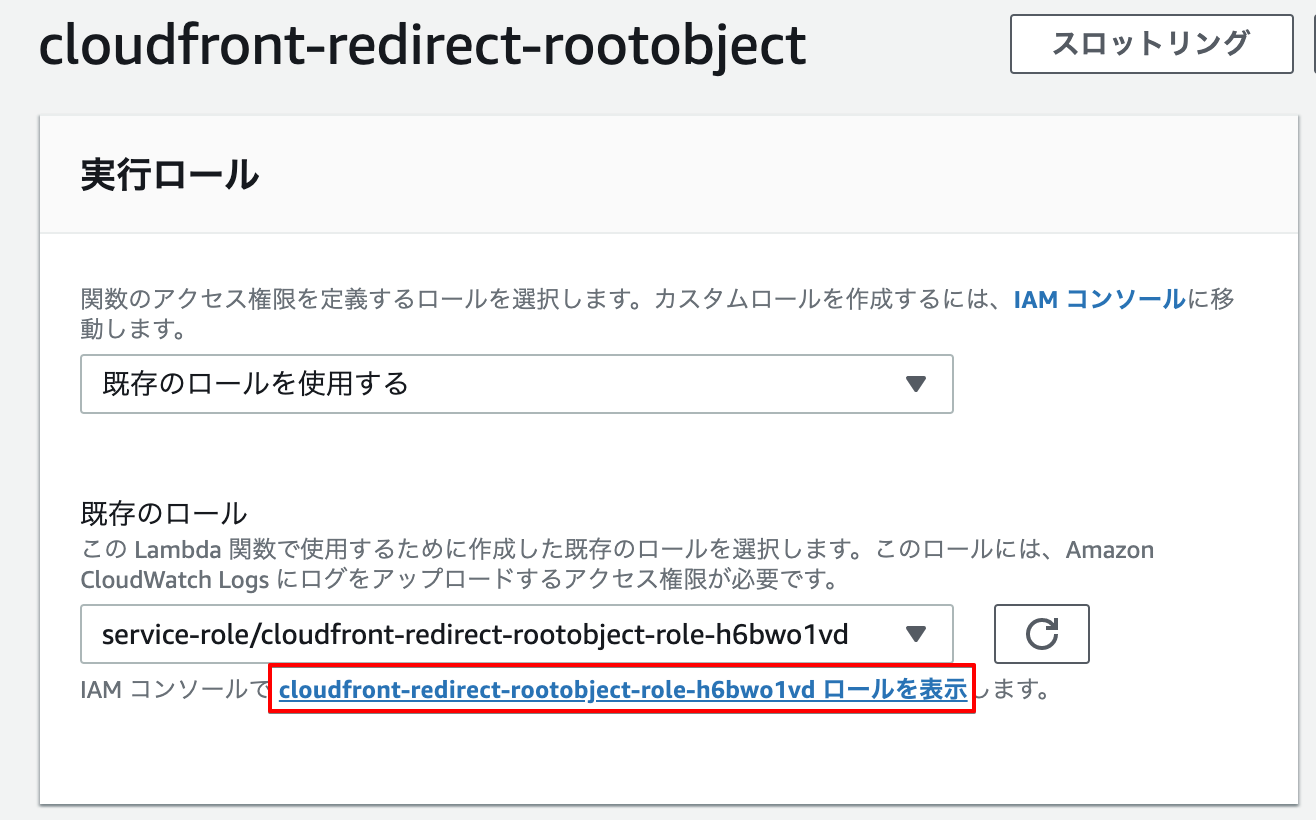 cloudfront-redirect-rootobject
スロットリング
実行ロール
関数のアクセス権限を定義するロールを選択します。カスタムロールを作成するには、IAM コンソールに移
動します。
既存のロールを使用する
既存のロール
この Lambda 関数で使用するために作成した既存のロールを選択します。このロールには、Amazon
CloudWatch Logs にログをアップロードするアクセス権限が必要です。
service-role/cloudfront-redirect-rootobject-role-h6bwo1vd
IAM コンソールで cloudfront-redirect-rootobject-role-h6bwo1vd ロールを表示します。